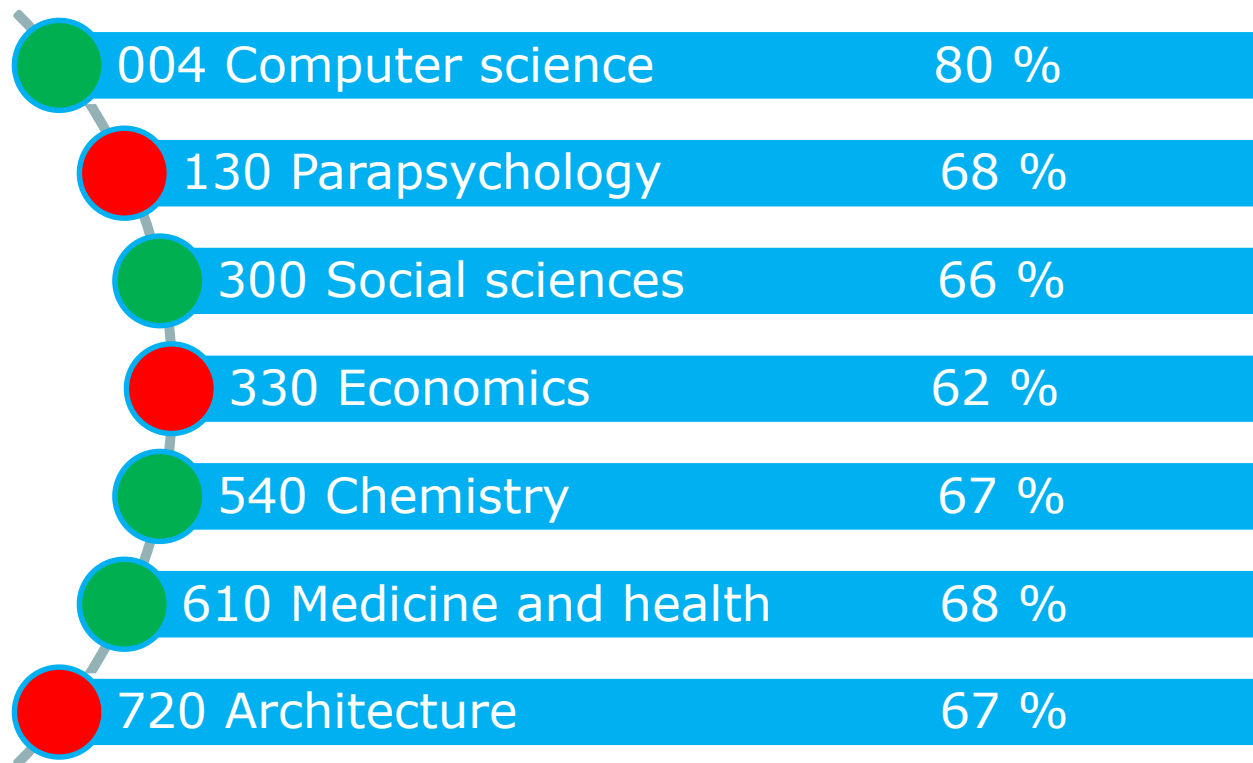 004 Computer science 80 %
130 Parapsychology 68 %
300 Social sciences 66 %
330 Economics 62 %
540 Chemistry 67 %
610 Medicine and health 68 %
720 Architecture 67 %